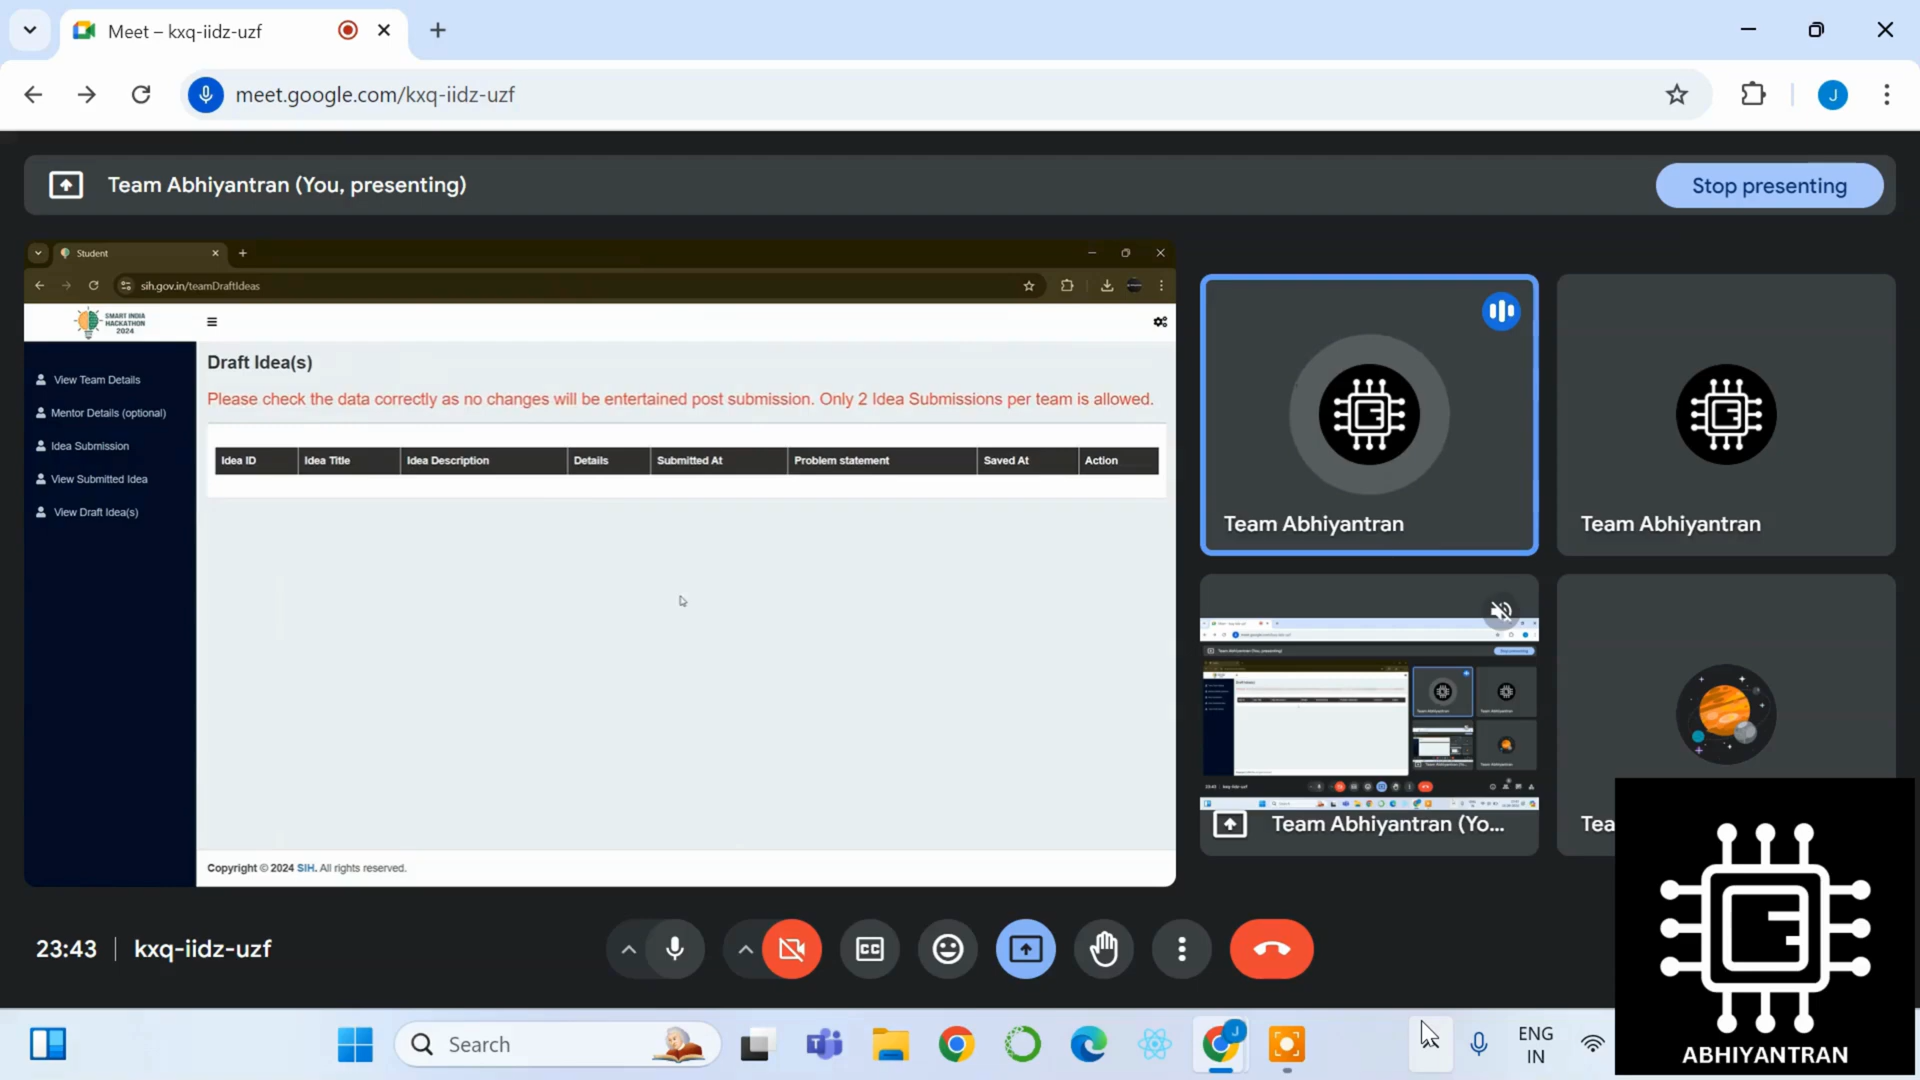 Meet – kxq-iidz-uzf
meet.google.com/kxq-iidz-uzf
J
Team Abhiyantran (You, presenting)
Stop presenting
Student
sih.gov.in/teamDraftIdeas
SMART INDIA
HACKATHON
2024
View Team Details
Mentor Details (optional)
Idea Submission
View Submitted Idea
View Draft Idea(s)
Draft Idea(s)
Please check the data correctly as no changes will be entertained post submission. Only 2 Idea Submissions per team is allowed.
Idea ID Idea Title Idea Description Details Submitted At Problem statement Saved At Action
Copyright © 2024 SIH. All rights reserved.
Team Abhiyantran
Team Abhiyantran
Team Abhiyantran (Yo...
Tea
23:43 kxq-iidz-uzf
CC
Search
J
ENG
IN
ABHIYANTRAN